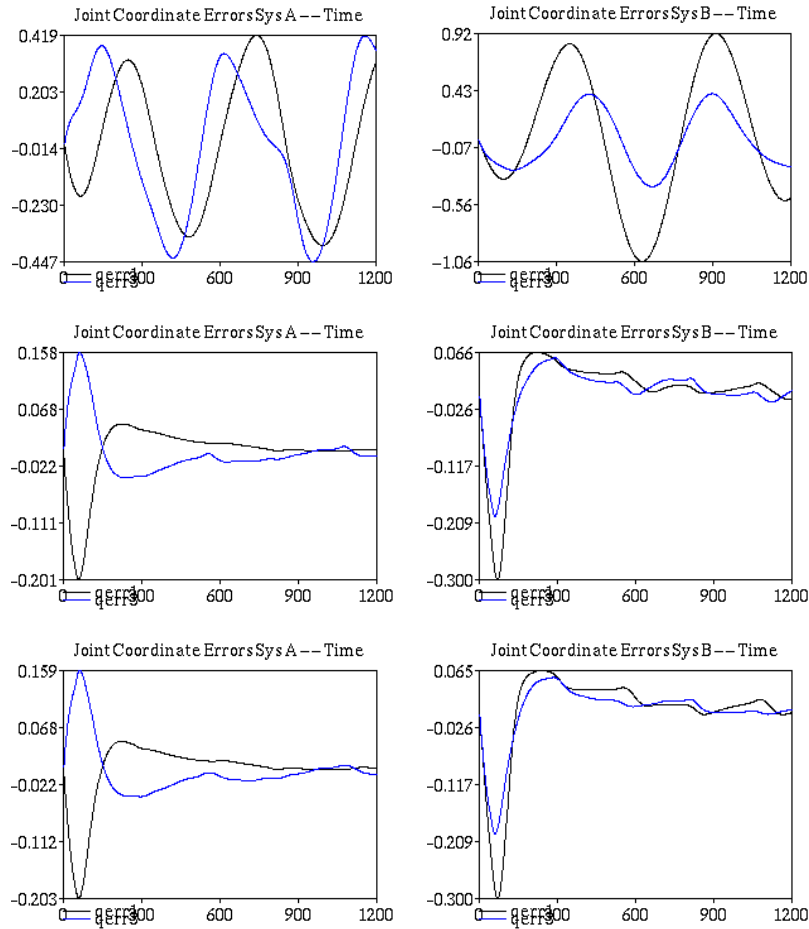 Joint Coordinate Errors Sys A -- Time
0.419
0.203
-0.014
-0.230
-0.447
0 300 600 900 1200
Joint Coordinate Errors Sys B -- Time
0.92
0.43
-0.07
-0.56
-1.06
0 300 600 900 1200
Joint Coordinate Errors Sys A -- Time
0.158
0.068
-0.022
-0.111
-0.201
0 300 600 900 1200
Joint Coordinate Errors Sys B -- Time
0.066
-0.026
-0.117
-0.209
-0.300
0 300 600 900 1200
Joint Coordinate Errors Sys A -- Time
0.159
0.068
-0.022
-0.112
-0.203
0 300 600 900 1200
Joint Coordinate Errors Sys B -- Time
0.065
-0.026
-0.117
-0.209
-0.300
0 300 600 900 1200